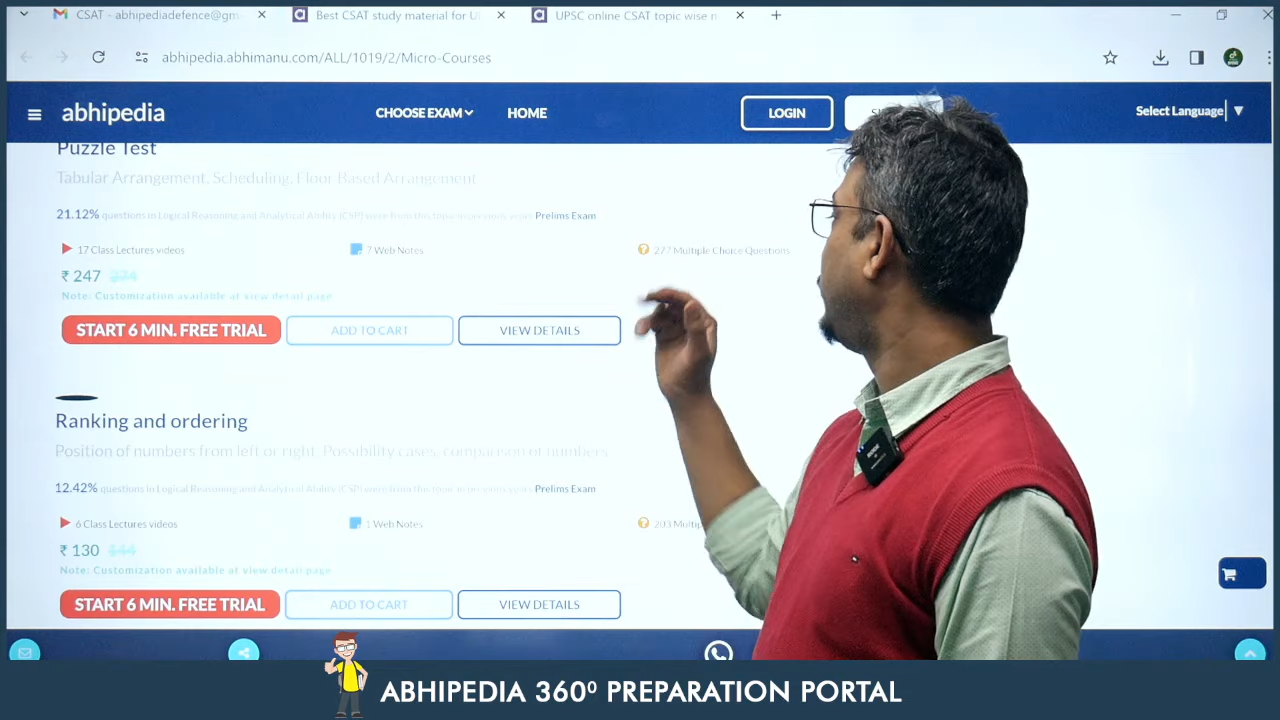 CSAT - abhipediadefence@gm
Best CSAT study material for U
UPSC online CSAT topic wise n
abhipedia.abhimanu.com/ALL/1019/2/Micro-Courses
abhipedia
CHOOSE EXAM
HOME
LOGIN
Select Language
Puzzle Test
Tabular Arrangement, Scheduling, Floor Based Arrangement
21.12% questions in Logical Reasoning and Analytical Ability (CSP) were from this topic in previous years Prelims Exam
17 Class Lectures videos
7 Web Notes
277 Multiple Choice Questions
₹ 247 274
Note: Customization available at view detail page
START 6 MIN. FREE TRIAL
ADD TO CART
VIEW DETAILS
Ranking and ordering
Position of numbers from left or right, Possibility cases, comparison of numbers
12.42% questions in Logical Reasoning and Analytical Ability (CSP) were from this topic in previous years Prelims Exam
6 Class Lectures videos
1 Web Notes
203 Multip
₹ 130 144
Note: Customization available at view detail page
START 6 MIN. FREE TRIAL
ADD TO CART
VIEW DETAILS
ABHIPEDIA 360⁰ PREPARATION PORTAL